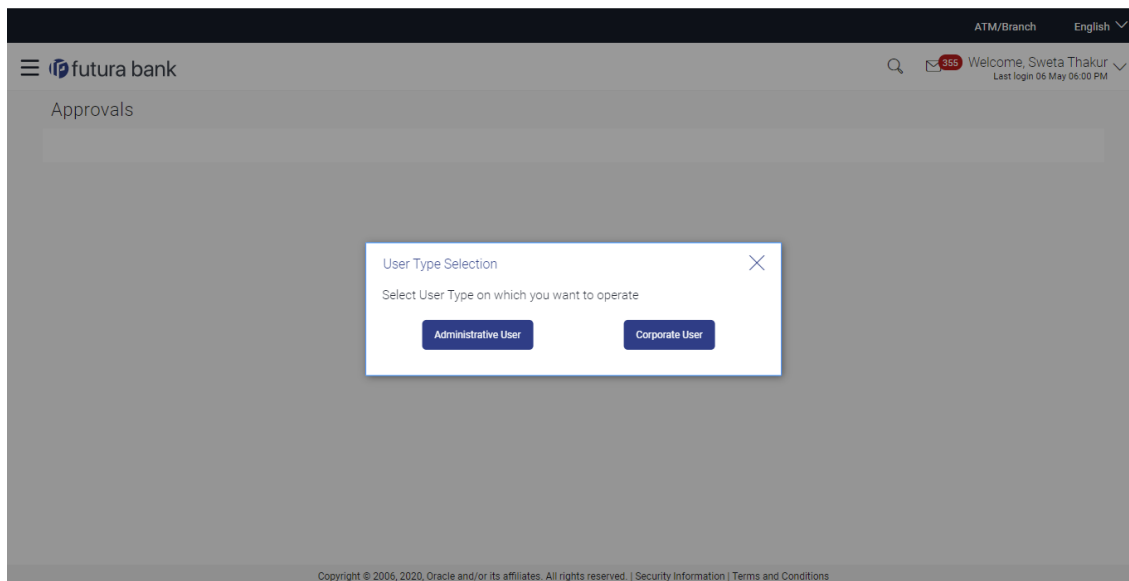 ATM/Branch English
futura bank
355 Welcome, Sweta Thakur
Last login 06 May 06:00 PM
Approvals
User Type Selection
Select User Type on which you want to operate
Administrative User Corporate User
Copyright © 2006, 2020, Oracle and/or its affiliates. All rights reserved. | Security Information | Terms and Conditions